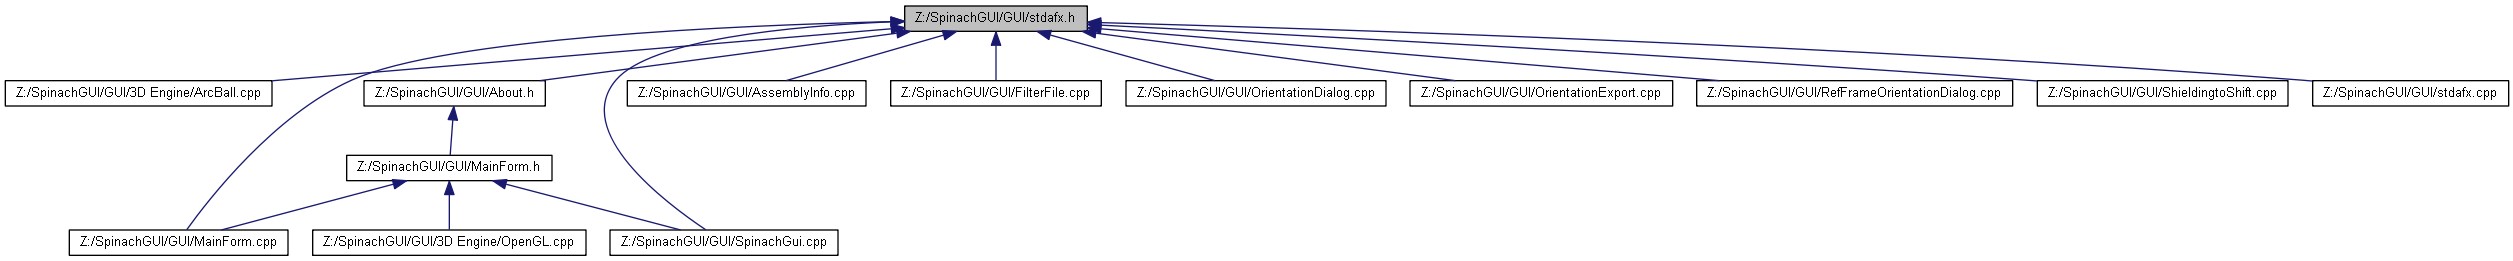 Z:/SpinachGUI/GUI/stdafx.h
Z:/SpinachGUI/GUI/3D Engine/ArcBall.cpp
Z:/SpinachGUI/GUI/About.h
Z:/SpinachGUI/GUI/AssemblyInfo.cpp
Z:/SpinachGUI/GUI/FilterFile.cpp
Z:/SpinachGUI/GUI/OrientationDialog.cpp
Z:/SpinachGUI/GUI/OrientationExport.cpp
Z:/SpinachGUI/GUI/RefFrameOrientationDialog.cpp
Z:/SpinachGUI/GUI/ShieldingtoShift.cpp
Z:/SpinachGUI/GUI/stdafx.cpp
Z:/SpinachGUI/GUI/MainForm.h
Z:/SpinachGUI/GUI/MainForm.cpp
Z:/SpinachGUI/GUI/3D Engine/OpenGL.cpp
Z:/SpinachGUI/GUI/SpinachGui.cpp